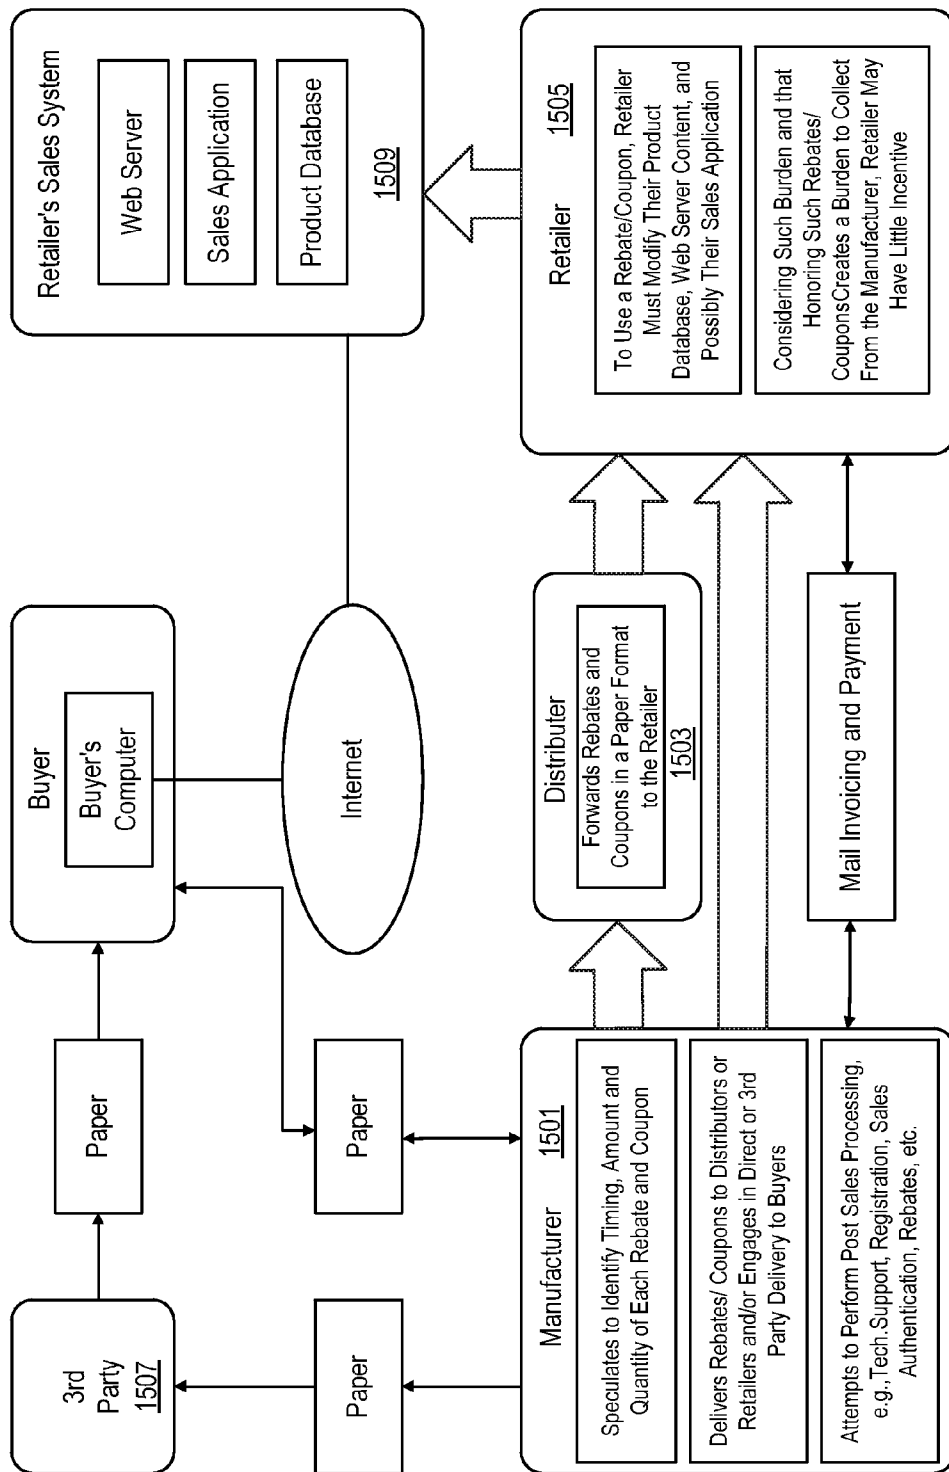 3rd
Party
1507
Paper
Buyer
Buyer's
Computer
Retailer's Sales System
Web Server
Sales Application
Product Database
1509
Paper
Paper
Internet
Manufacturer
1501
Speculates to Identify Timing, Amount and
Quantity of Each Rebate and Coupon
Delivers Rebates/ Coupons to Distributors or
Retailers and/or Engages in Direct or 3rd
Party Delivery to Buyers
Attempts to Perform Post Sales Processing,
e.g.,Tech.Support, Registration, Sales
Authentication, Rebates, etc.
Distributer
Forwards Rebates and
Coupons in a Paper Format
to the Retailer
1503
Mail Invoicing and Payment
Retailer
1505
To Use a Rebate/Coupon, Retailer
Must Modify Their Product
Database, Web Server Content, and
Possibly Their Sales Application
Considering Such Burden and that
Honoring Such Rebates/
CouponsCreates a Burden to Collect
From the Manufacturer, Retailer May
Have Little Incentive